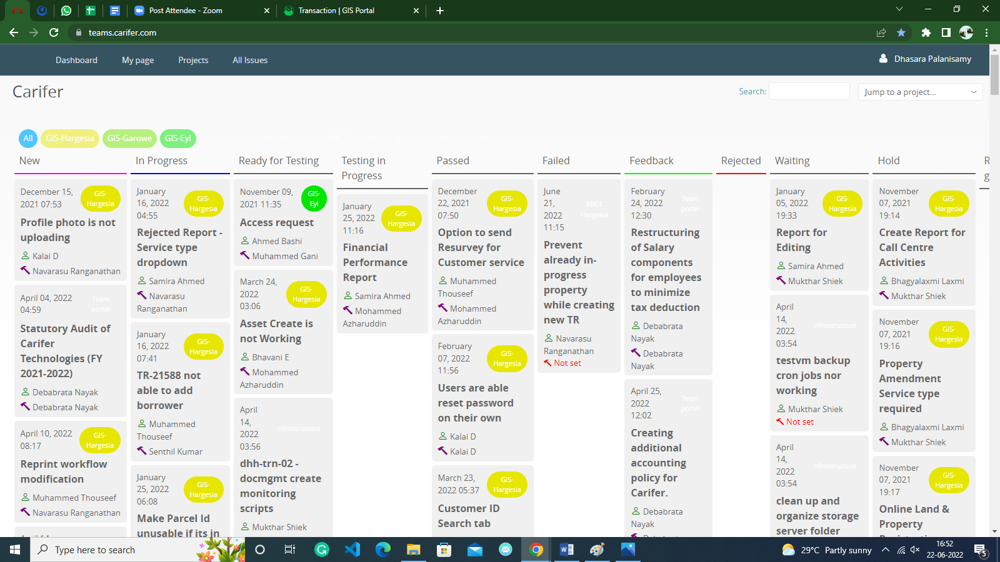 Post Attendee - Zoom
Transaction | GIS Portal
teams.carifer.com
Dashboard
My page
Projects
All Issues
Dhasara Palanisamy
Carifer
Search:
Jump to a project...
All
GIS-Hargesia
GIS-Garowe
GIS-Eyl
New
December 15,
2021 07:53
GIS-
Hargesia
Profile photo is not
uploading
Kalai D
Navarasu Ranganathan
April 04, 2022
04:59
Team
portal
Statutory Audit of
Carifer
Technologies (FY
2021-2022)
Debabrata Nayak
Debabrata Nayak
April 10, 2022
08:17
GIS-
Hargesia
Reprint workflow
modification
Muhammed Thouseef
Navarasu Ranganathan
In Progress
January
16, 2022
04:55
GIS-
Hargesia
Rejected Report -
Service type
dropdown
Samira Ahmed
Navarasu
Ranganathan
January
16, 2022
07:41
GIS-
Hargesia
TR-21588 not
able to add
borrower
Muhammed
Thouseef
Senthil Kumar
January
25, 2022
06:08
GIS-
Hargesia
Make Parcel Id
unusable if its in
Ready for Testing
November 09,
2021 11:35
GIS-
Eyl
Access request
Ahmed Bashi
Muhammed Gani
March 24,
2022
03:06
GIS-
Hargesia
Asset Create is
not Working
Bhavani E
Mohammed
Azharuddin
April
14,
2022
03:56
Infrastructure
dhh-trn-02 -
docmgmt create
monitoring
scripts
Mukthar Shiek
Testing in
Progress
January
25, 2022
11:16
GIS-
Hargesia
Financial
Performance
Report
Samira Ahmed
Mohammed
Azharuddin
Passed
December
22, 2021
07:50
GIS-
Hargesia
Option to send
Resurvey for
Customer service
Muhammed
Thouseef
Mohammed
Azharuddin
February
07, 2022
11:56
GIS-
Hargesia
Users are able
reset password
on their own
Kalai D
Kalai D
March 23,
2022 05:37
GIS-
Hargesia
Customer ID
Search tab
Failed
June
21,
2022
11:15
MICT
Hargeisa
Prevent
already in-
progress
property
while creating
new TR
Navarasu
Ranganathan
Not set
Feedback
February
24, 2022
12:30
Team
portal
Restructuring
of Salary
components
for employees
to minimize
tax deduction
Debabrata
Nayak
Debabrata
Nayak
April 25,
2022
12:02
Team
portal
Creating
additional
accounting
policy for
Carifer.
Debabrata
Nayak
Rejected
Waiting
January
05, 2022
19:33
GIS-
Hargesia
Report for
Editing
Samira Ahmed
Mukthar Shiek
April
14,
2022
03:54
Infrastructure
testvm backup
cron jobs nor
working
Mukthar Shiek
Not set
April
14,
2022
03:54
Infrastructure
clean up and
organize storage
server folder
Hold
November
07, 2021
19:14
GIS-
Hargesia
Create Report for
Call Centre
Activities
Bhagyalaxmi Laxmi
Mukthar Shiek
November
07, 2021
19:16
GIS-
Hargesia
Property
Amendment
Service type
required
Bhagyalaxmi Laxmi
Mukthar Shiek
November
07, 2021
19:17
GIS-
Hargesia
Online Land &
Property
R
g
Type here to search
29°C Partly sunny
16:52
22-06-2022
5